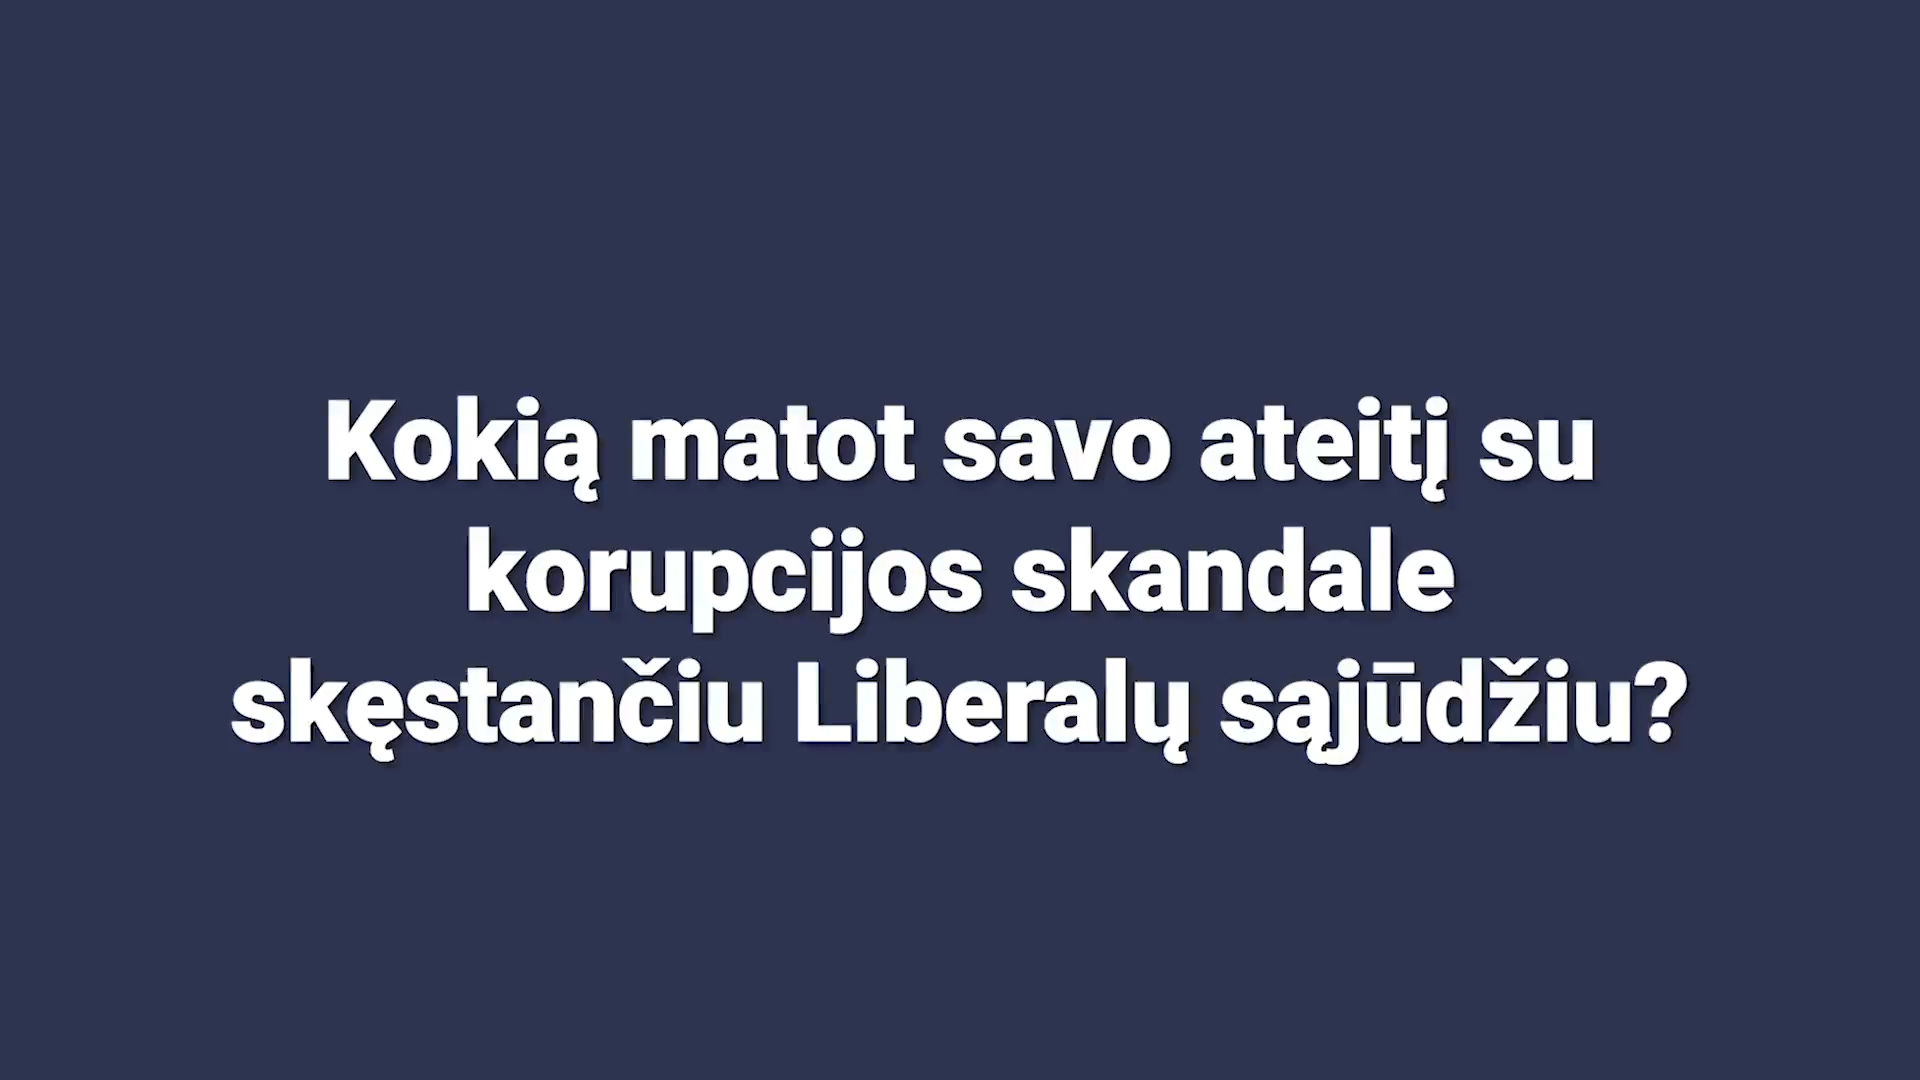 Kokią matot savo ateitį su
korupcijos skandale
skęstančiu Liberalų sąjūdžiu?